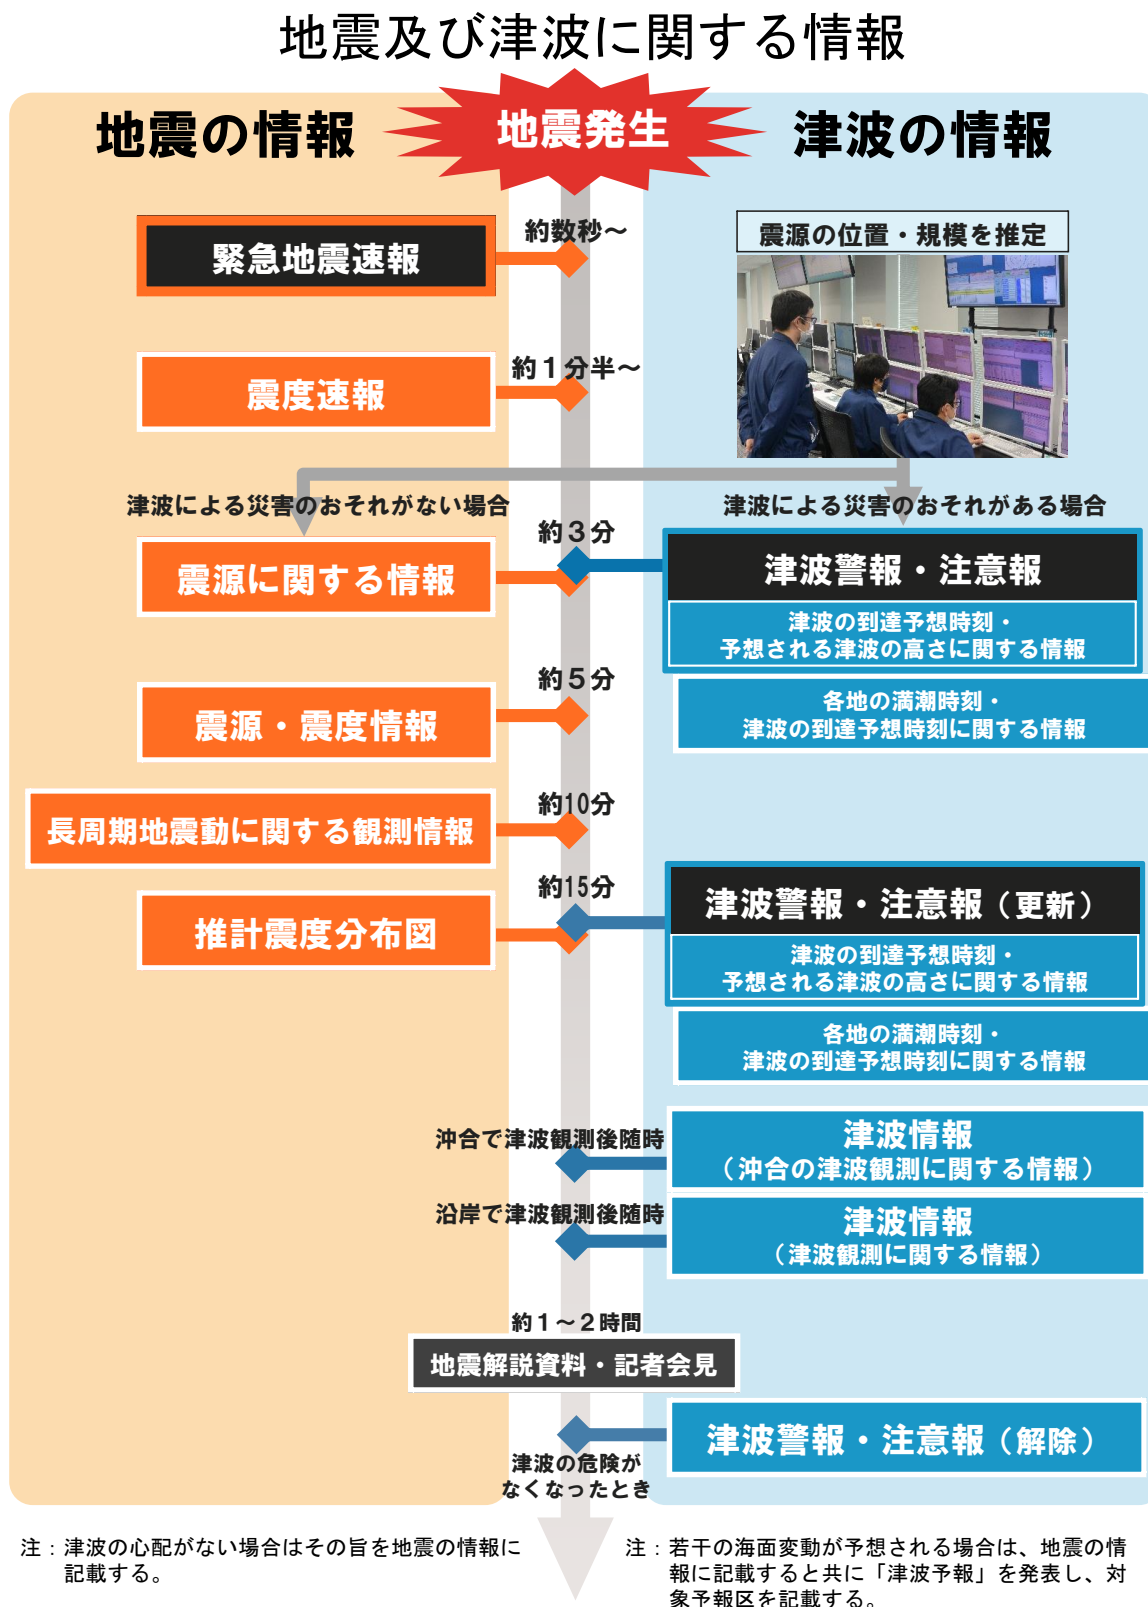 地震及び津波に関する情報
地震の情報
地震発生
津波の情報
約数秒～
緊急地震速報
震源の位置・規模を推定
約１分半～
震度速報
津波による災害のおそれがない場合
津波による災害のおそれがある場合
約３分
震源に関する情報
津波警報・注意報
津波の到達予想時刻・
予想される津波の高さに関する情報
約５分
震源・震度情報
各地の満潮時刻・
津波の到達予想時刻に関する情報
約10分
長周期地震動に関する観測情報
約15分
推計震度分布図
津波警報・注意報（更新）
津波の到達予想時刻・
予想される津波の高さに関する情報
各地の満潮時刻・
津波の到達予想時刻に関する情報
沖合で津波観測後随時
津波情報
（沖合の津波観測に関する情報）
沿岸で津波観測後随時
津波情報
（津波観測に関する情報）
約１～２時間
地震解説資料・記者会見
津波警報・注意報（解除）
津波の危険が
なくなったとき
注：津波の心配がない場合はその旨を地震の情報に
記載する。
注：若干の海面変動が予想される場合は、地震の情
報に記載すると共に「津波予報」を発表し、対
象予報区を記載する。